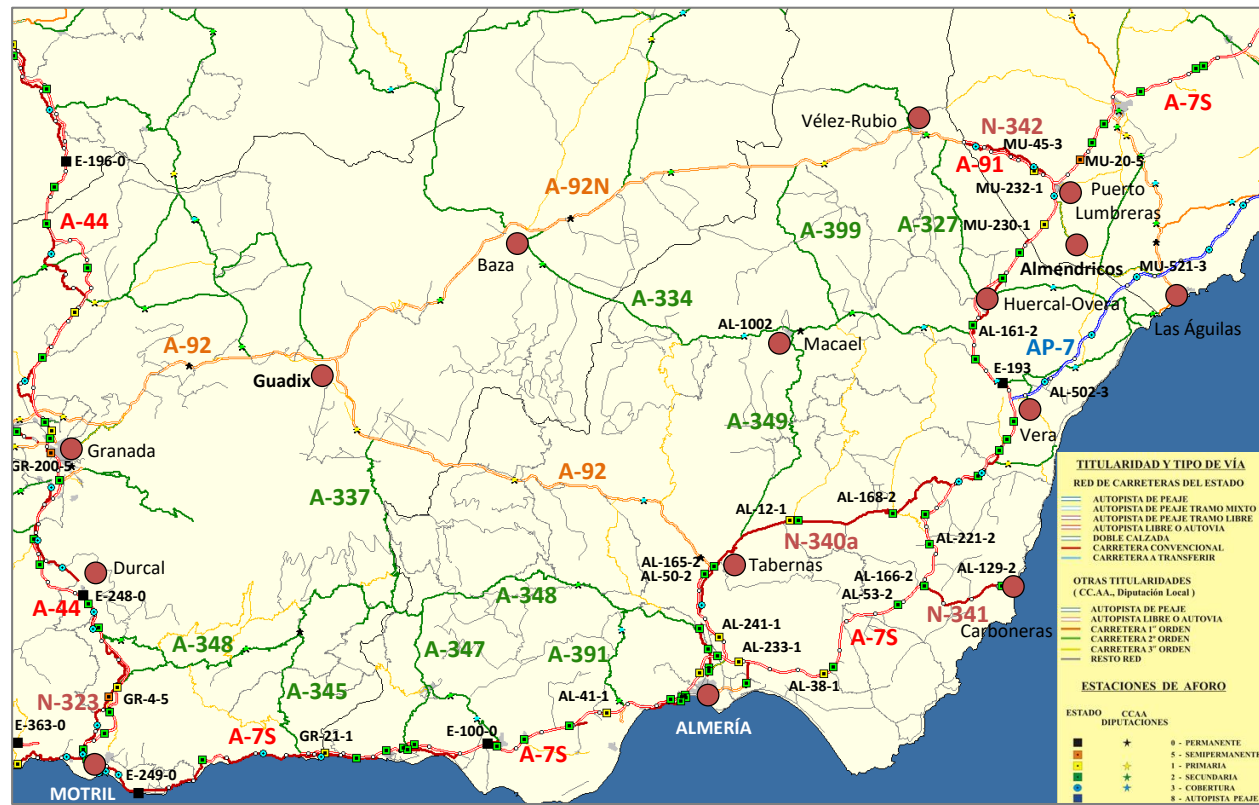 A-7S
Vélez-Rubio
N-342
MU-45-3
A-91
MU-20-5
E-196-0
MU-232-1
Puerto
Lumbreras
A-92N
A-44
A-399
A-327
MU-230-1
Baza
Almendricos
MU-521-3
A-334
Huercal-Overa
Las Águilas
AL-1002
Macael
AL-161-2
A-92
AP-7
Guadix
E-193
AL-502-3
A-349
Vera
Granada
GR-200-5
A-92
A-337
AL-168-2
AL-12-1
N-340a
AL-221-2
AL-165-2
AL-50-2
Tabernas
AL-166-2
AL-129-2
Durcal
AL-53-2
E-248-0
A-348
N-341
A-44
Carboneras
AL-241-1
A-7S
A-348
A-347
A-391
AL-233-1
AL-38-1
N-323
GR-4-5
A-345
AL-41-1
ALMERÍA
E-363-0
A-7S
GR-21-1
E-100-0
A-7S
E-249-0
MOTRIL
TITULARIDAD Y TIPO DE VÍA
RED DE CARRETERAS DEL ESTADO
AUTOPISTA DE PEAJE
AUTOPISTA DE PEAJE TRAMO MIXTO
AUTOPISTA DE PEAJE TRAMO LIBRE
AUTOPISTA LIBRE O AUTOVIA
DOBLE CALZADA
CARRETERA CONVENCIONAL
CARRETERA A TRANSFERIR
OTRAS TITULARIDADES
( CC.AA., Diputación Local )
AUTOPISTA DE PEAJE
AUTOPISTA LIBRE O AUTOVIA
CARRETERA 1º ORDEN
CARRETERA 2º ORDEN
CARRETERA 3º ORDEN
RESTO RED
ESTACIONES DE AFORO
ESTADO CCAA
DIPUTACIONES
0 - PERMANENTE
5 - SEMIPERMANENTE
1 - PRIMARIA
2 - SECUNDARIA
3 - COBERTURA
8 - AUTOPISTA PEAJE